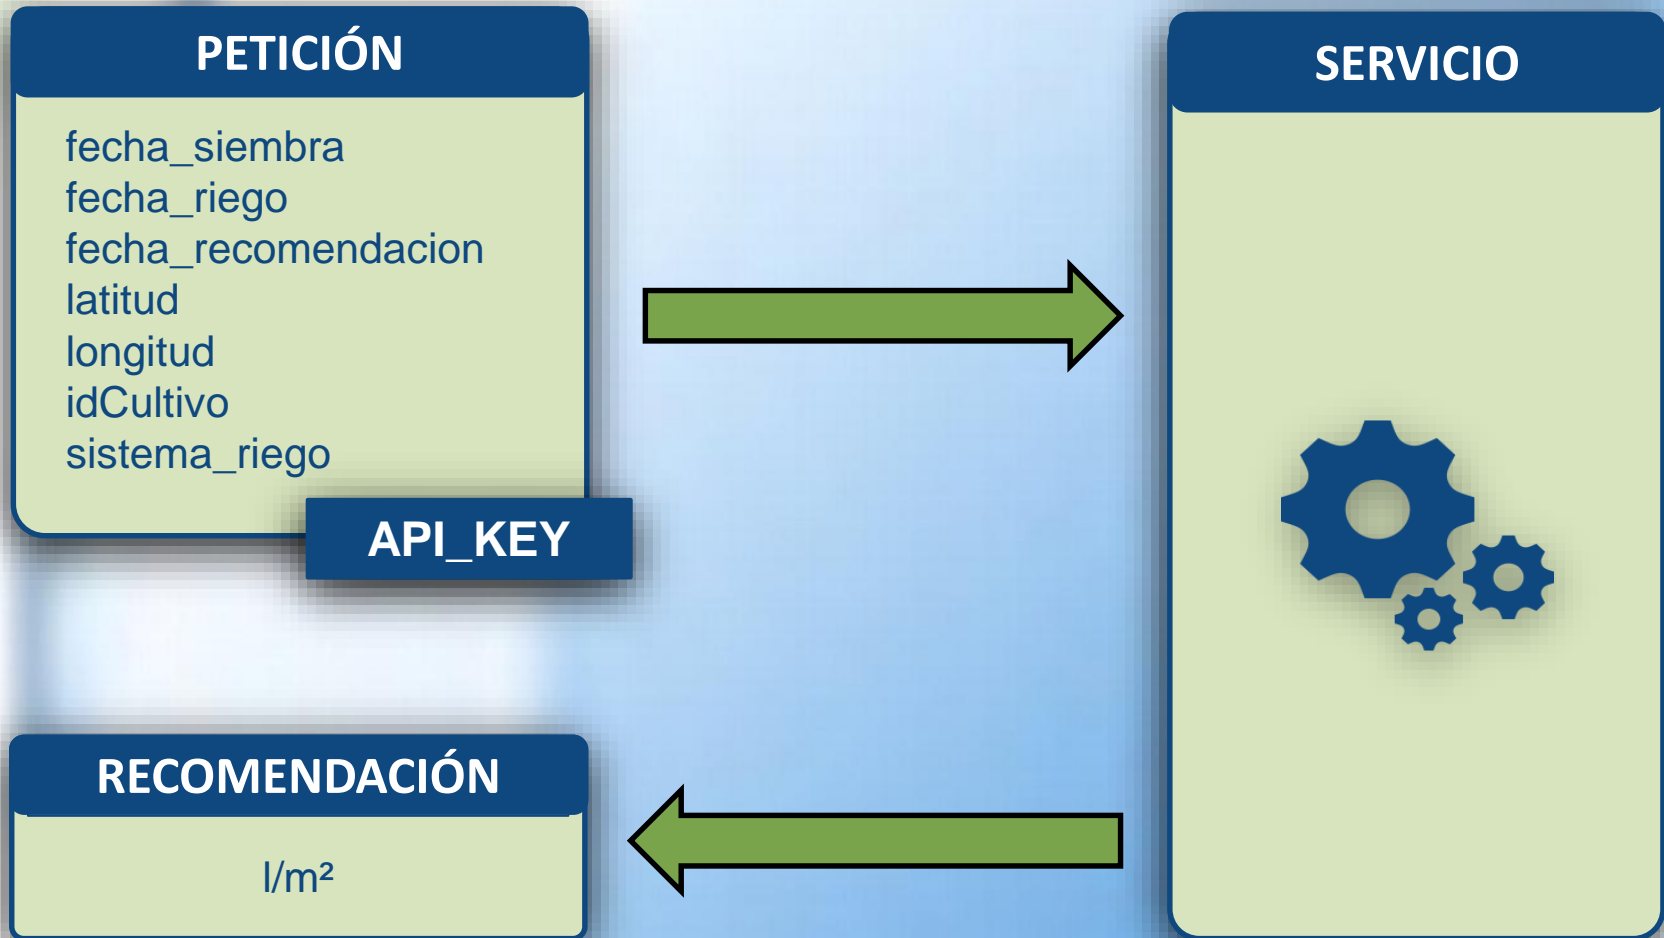 PETICIÓN
fecha_siembra
fecha_riego
fecha_recomendacion
latitud
longitud
idCultivo
sistema_riego
API_KEY
SERVICIO
RECOMENDACIÓN
l/m²